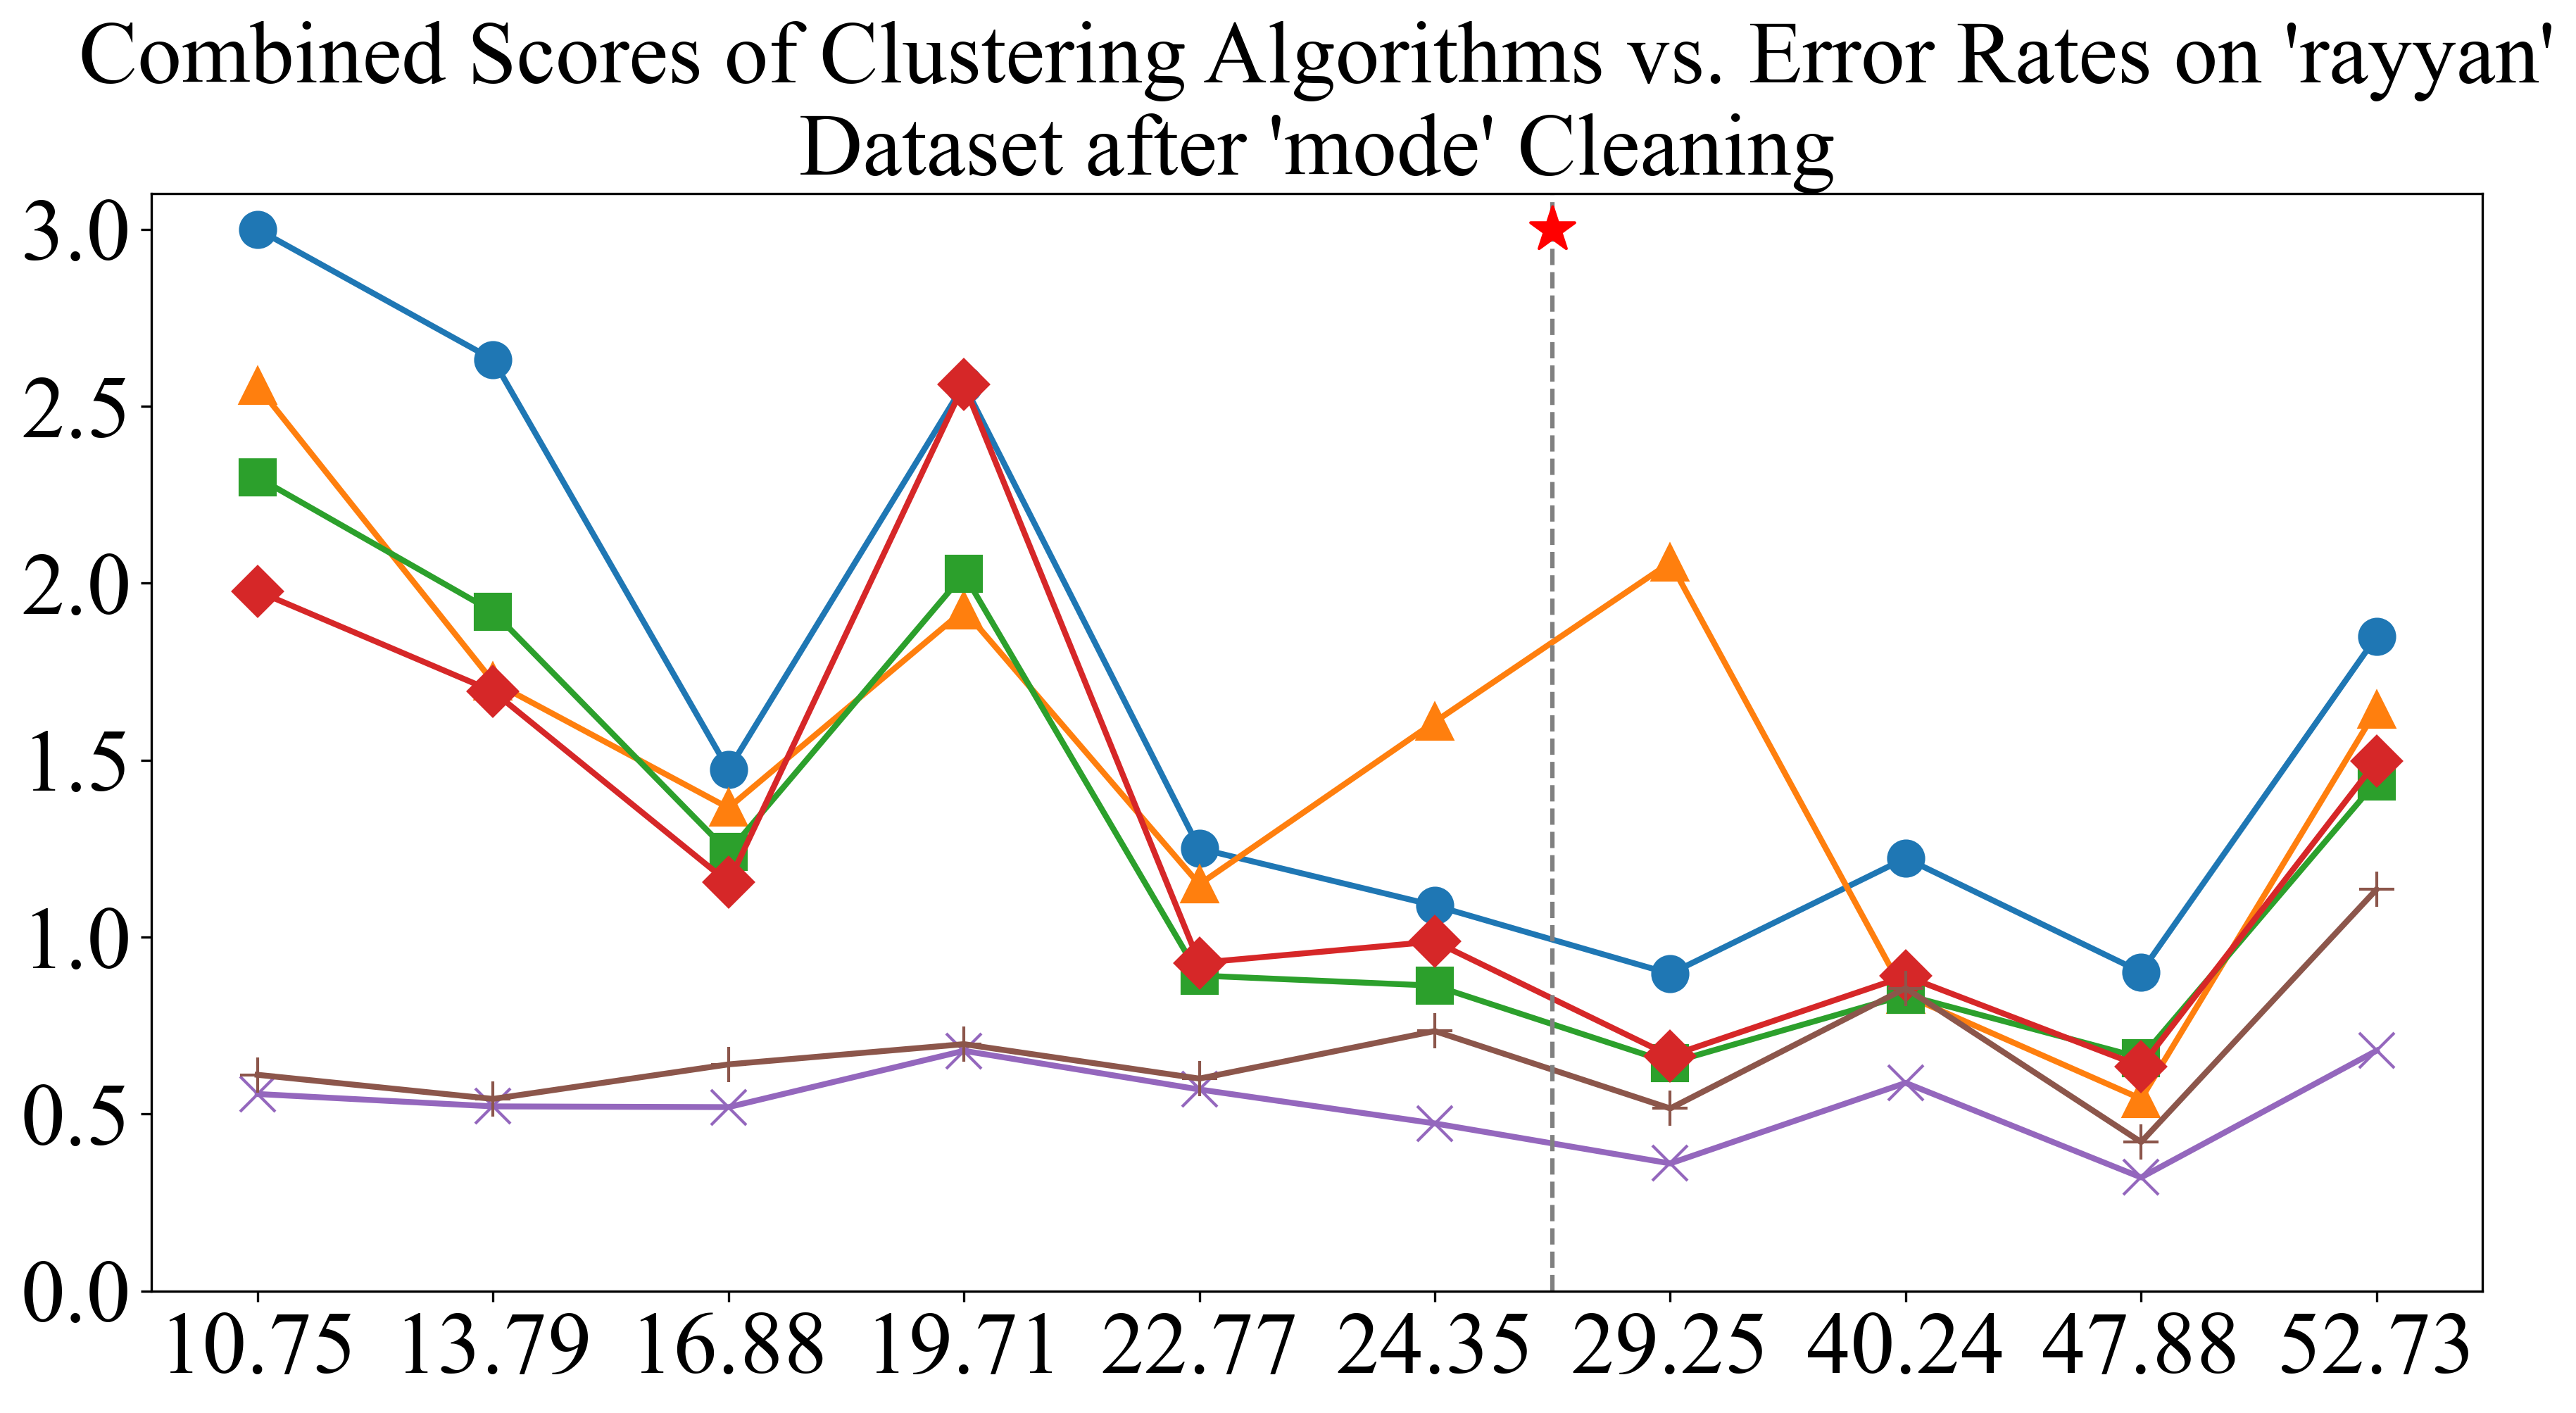 Combined Scores of Clustering Algorithms vs. Error Rates on 'rayyan'
Dataset after 'mode' Cleaning
3.0
2.5
2.0
1.5
1.0
0.5
0.0
10.75 13.79 16.88 19.71 22.77 24.35 29.25 40.24 47.88 52.73